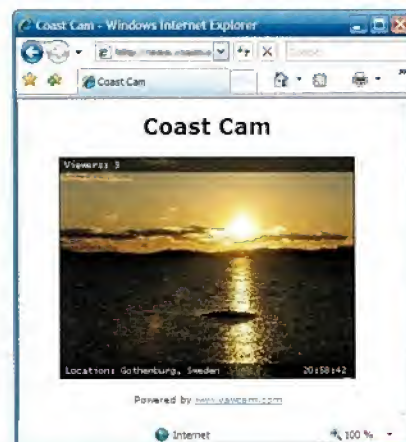 Coast Cam - Windows Internet Explorer
Coast Cam
Coast Cam
Viewers: 3
Location: Gothenburg, Sweden 20:58:42
Powered by www.yawcam.com
Internet 100 %